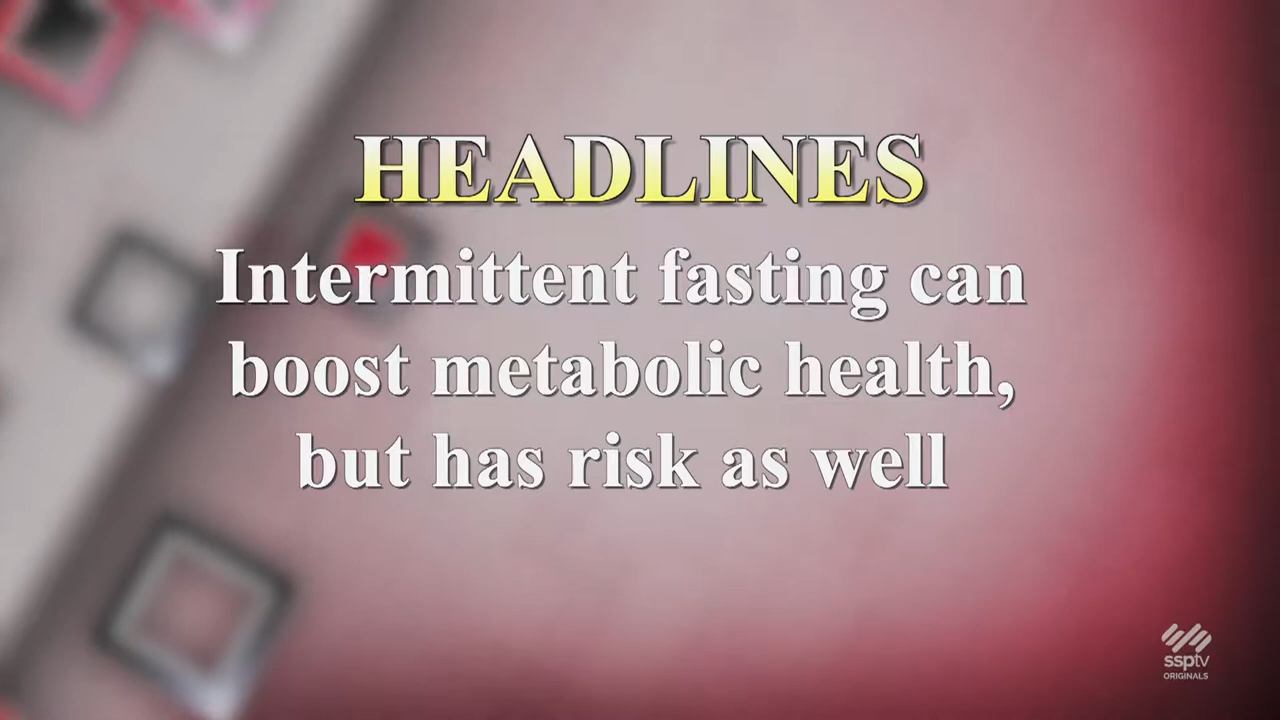 HEADLINES
Intermittent fasting can
boost metabolic health,
but has risk as well
ssptv
ORIGINALS